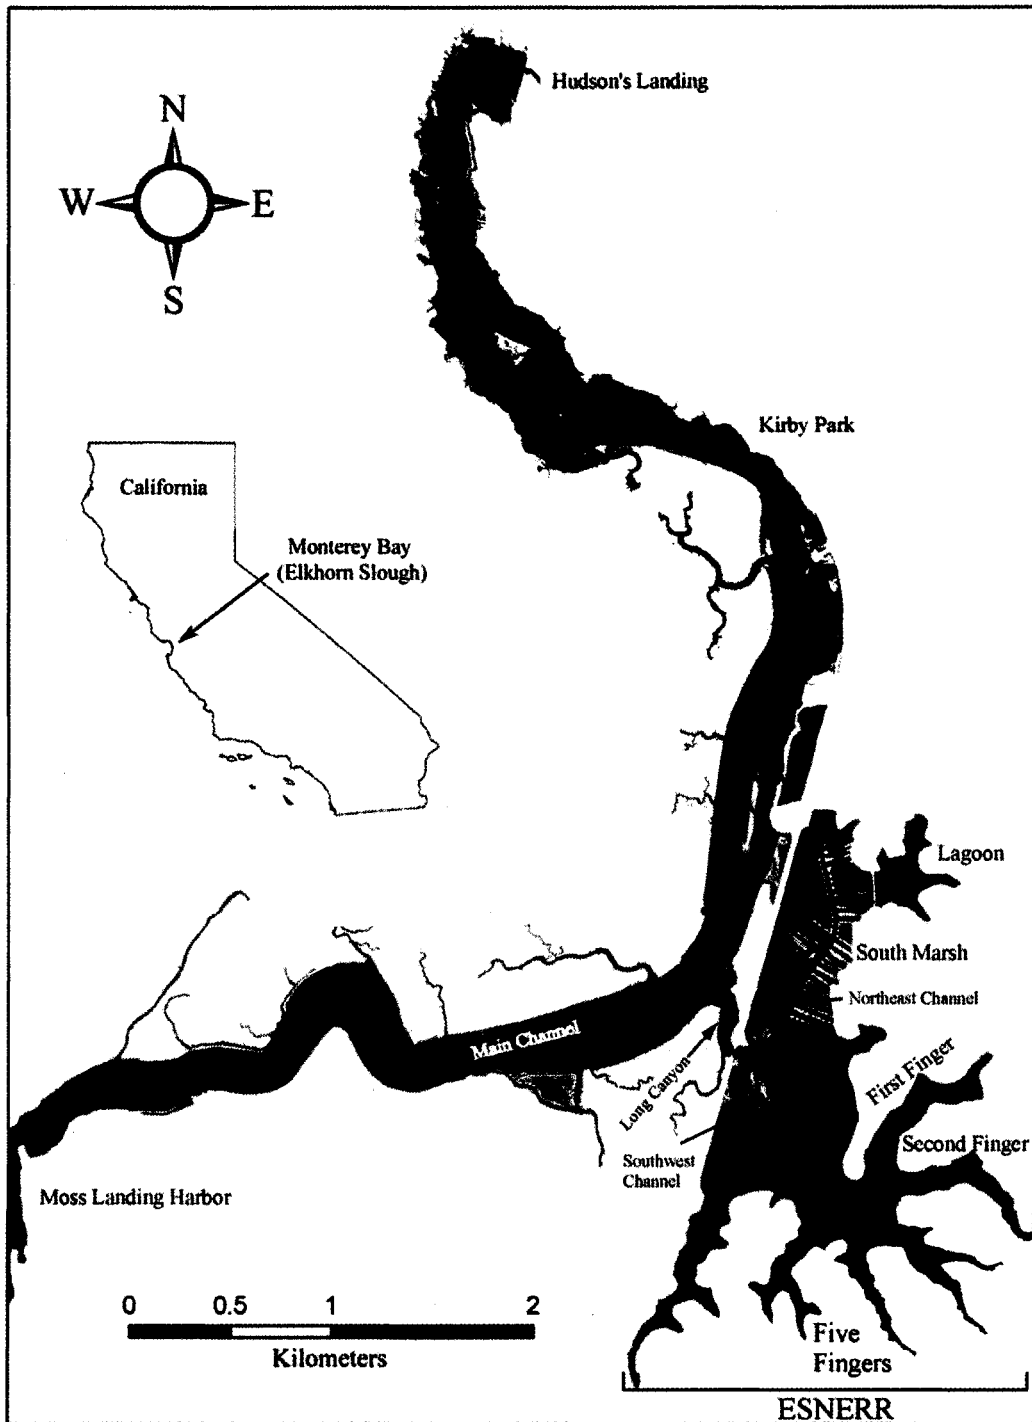 Hudson's Landing
N
W
E
S
Kirby Park
California
Monterey Bay
(Elkhorn Slough)
Lagoon
South Marsh
Northeast Channel
Main Channel
Long Canyon
First Finger
Second Finger
Southwest
Channel
Moss Landing Harbor
0 0.5 1 2
Kilometers
Five
Fingers
ESNERR